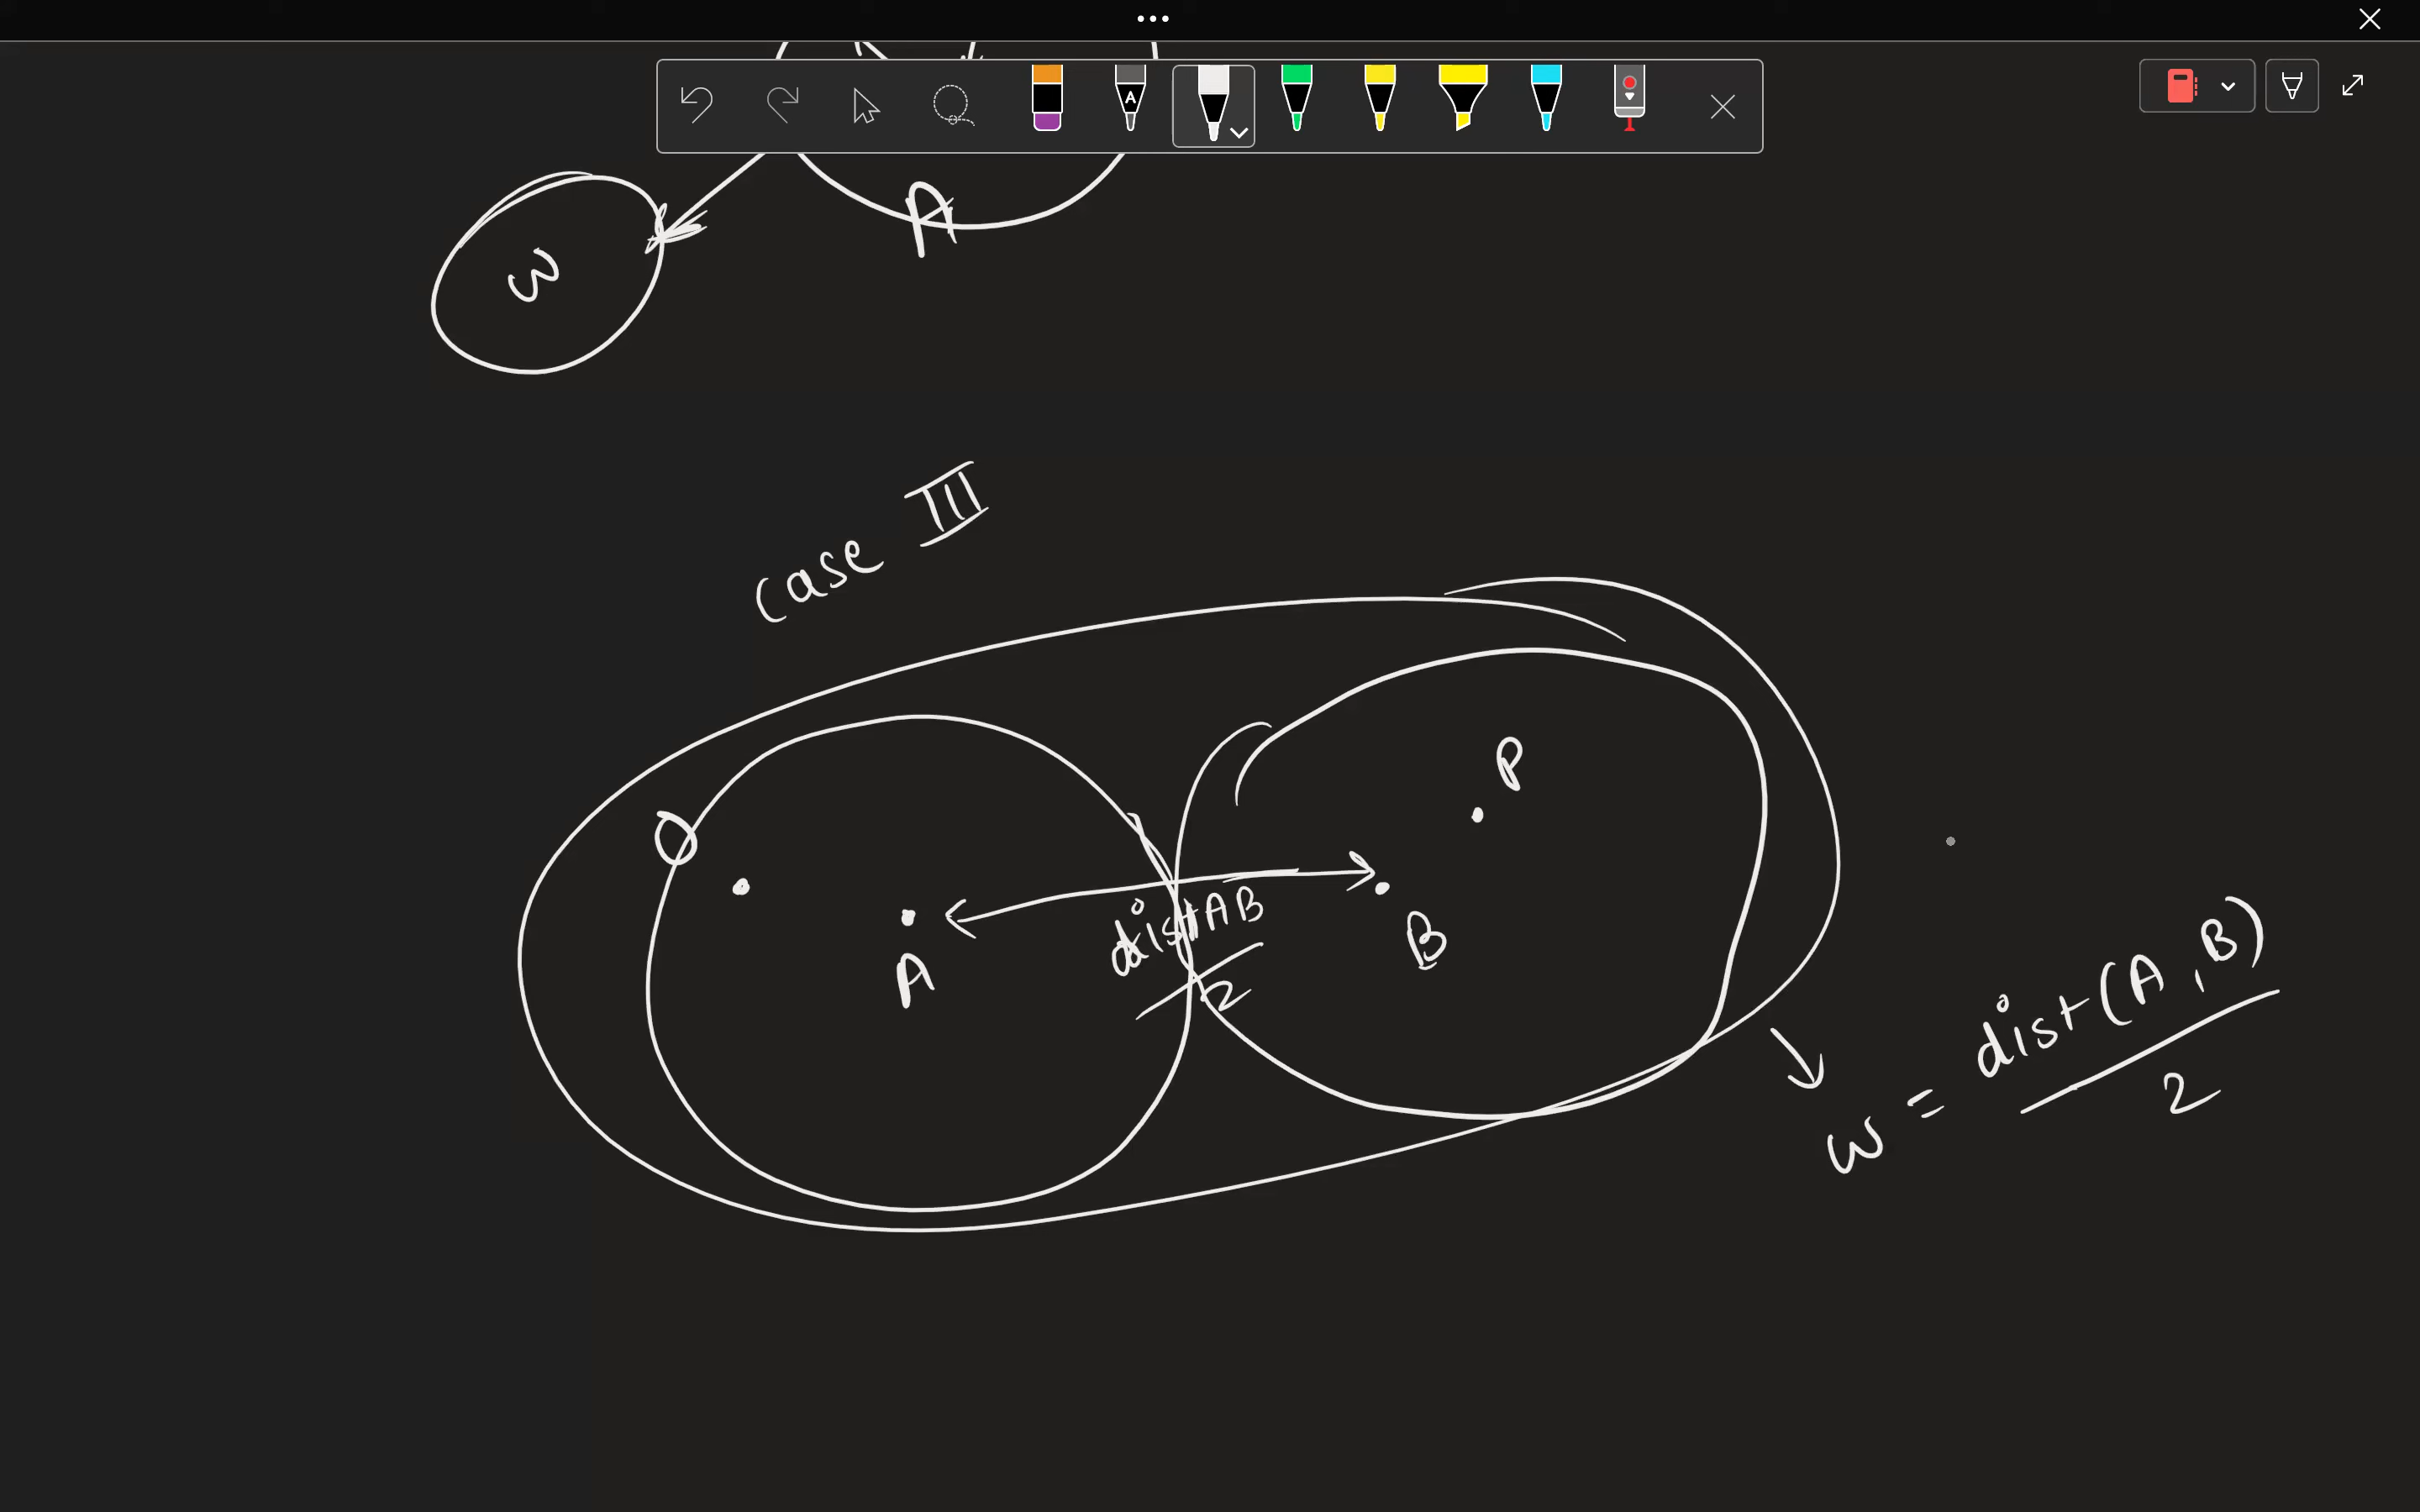 A
ω
A
Case III
P
O
dist AB
2
A
B
ω = dist(A, B)
2